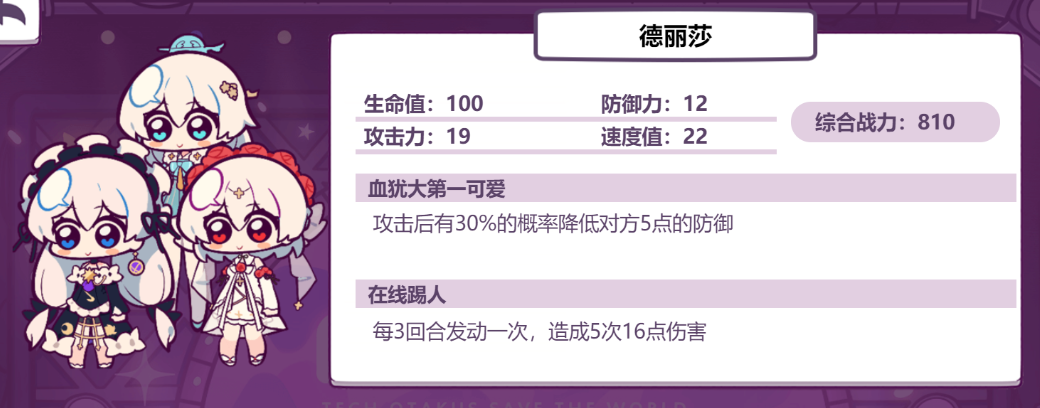 德丽莎
生命值：100
防御力：12
攻击力：19
速度值：22
综合战力：810
血犹大第一可爱
攻击后有30%的概率降低对方5点的防御
在线踢人
每3回合发动一次，造成5次16点伤害
TECH OTAKUS SAVE THE WORLD